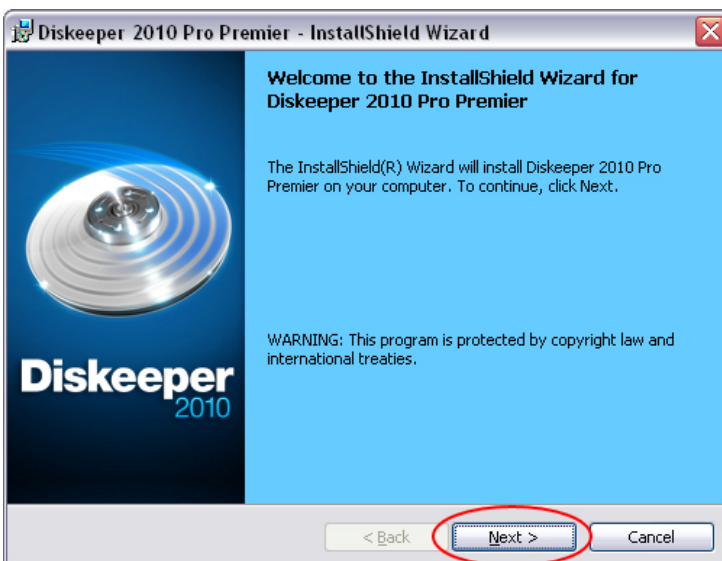 Diskeeper 2010 Pro Premier - InstallShield Wizard
Welcome to the InstallShield Wizard for
Diskeeper 2010 Pro Premier
The InstallShield(R) Wizard will install Diskeeper 2010 Pro
Premier on your computer. To continue, click Next.
WARNING: This program is protected by copyright law and
international treaties.
Diskeeper
2010
< Back
Next >
Cancel